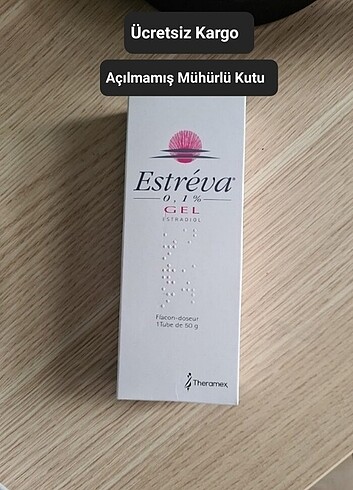 Ücretsiz Kargo
Açılmamış Mühürlü Kutu
Estréva®
0,1%
GEL
ESTRADIOL
Flacon-doseur
1 Tube de 50 g
Theramex